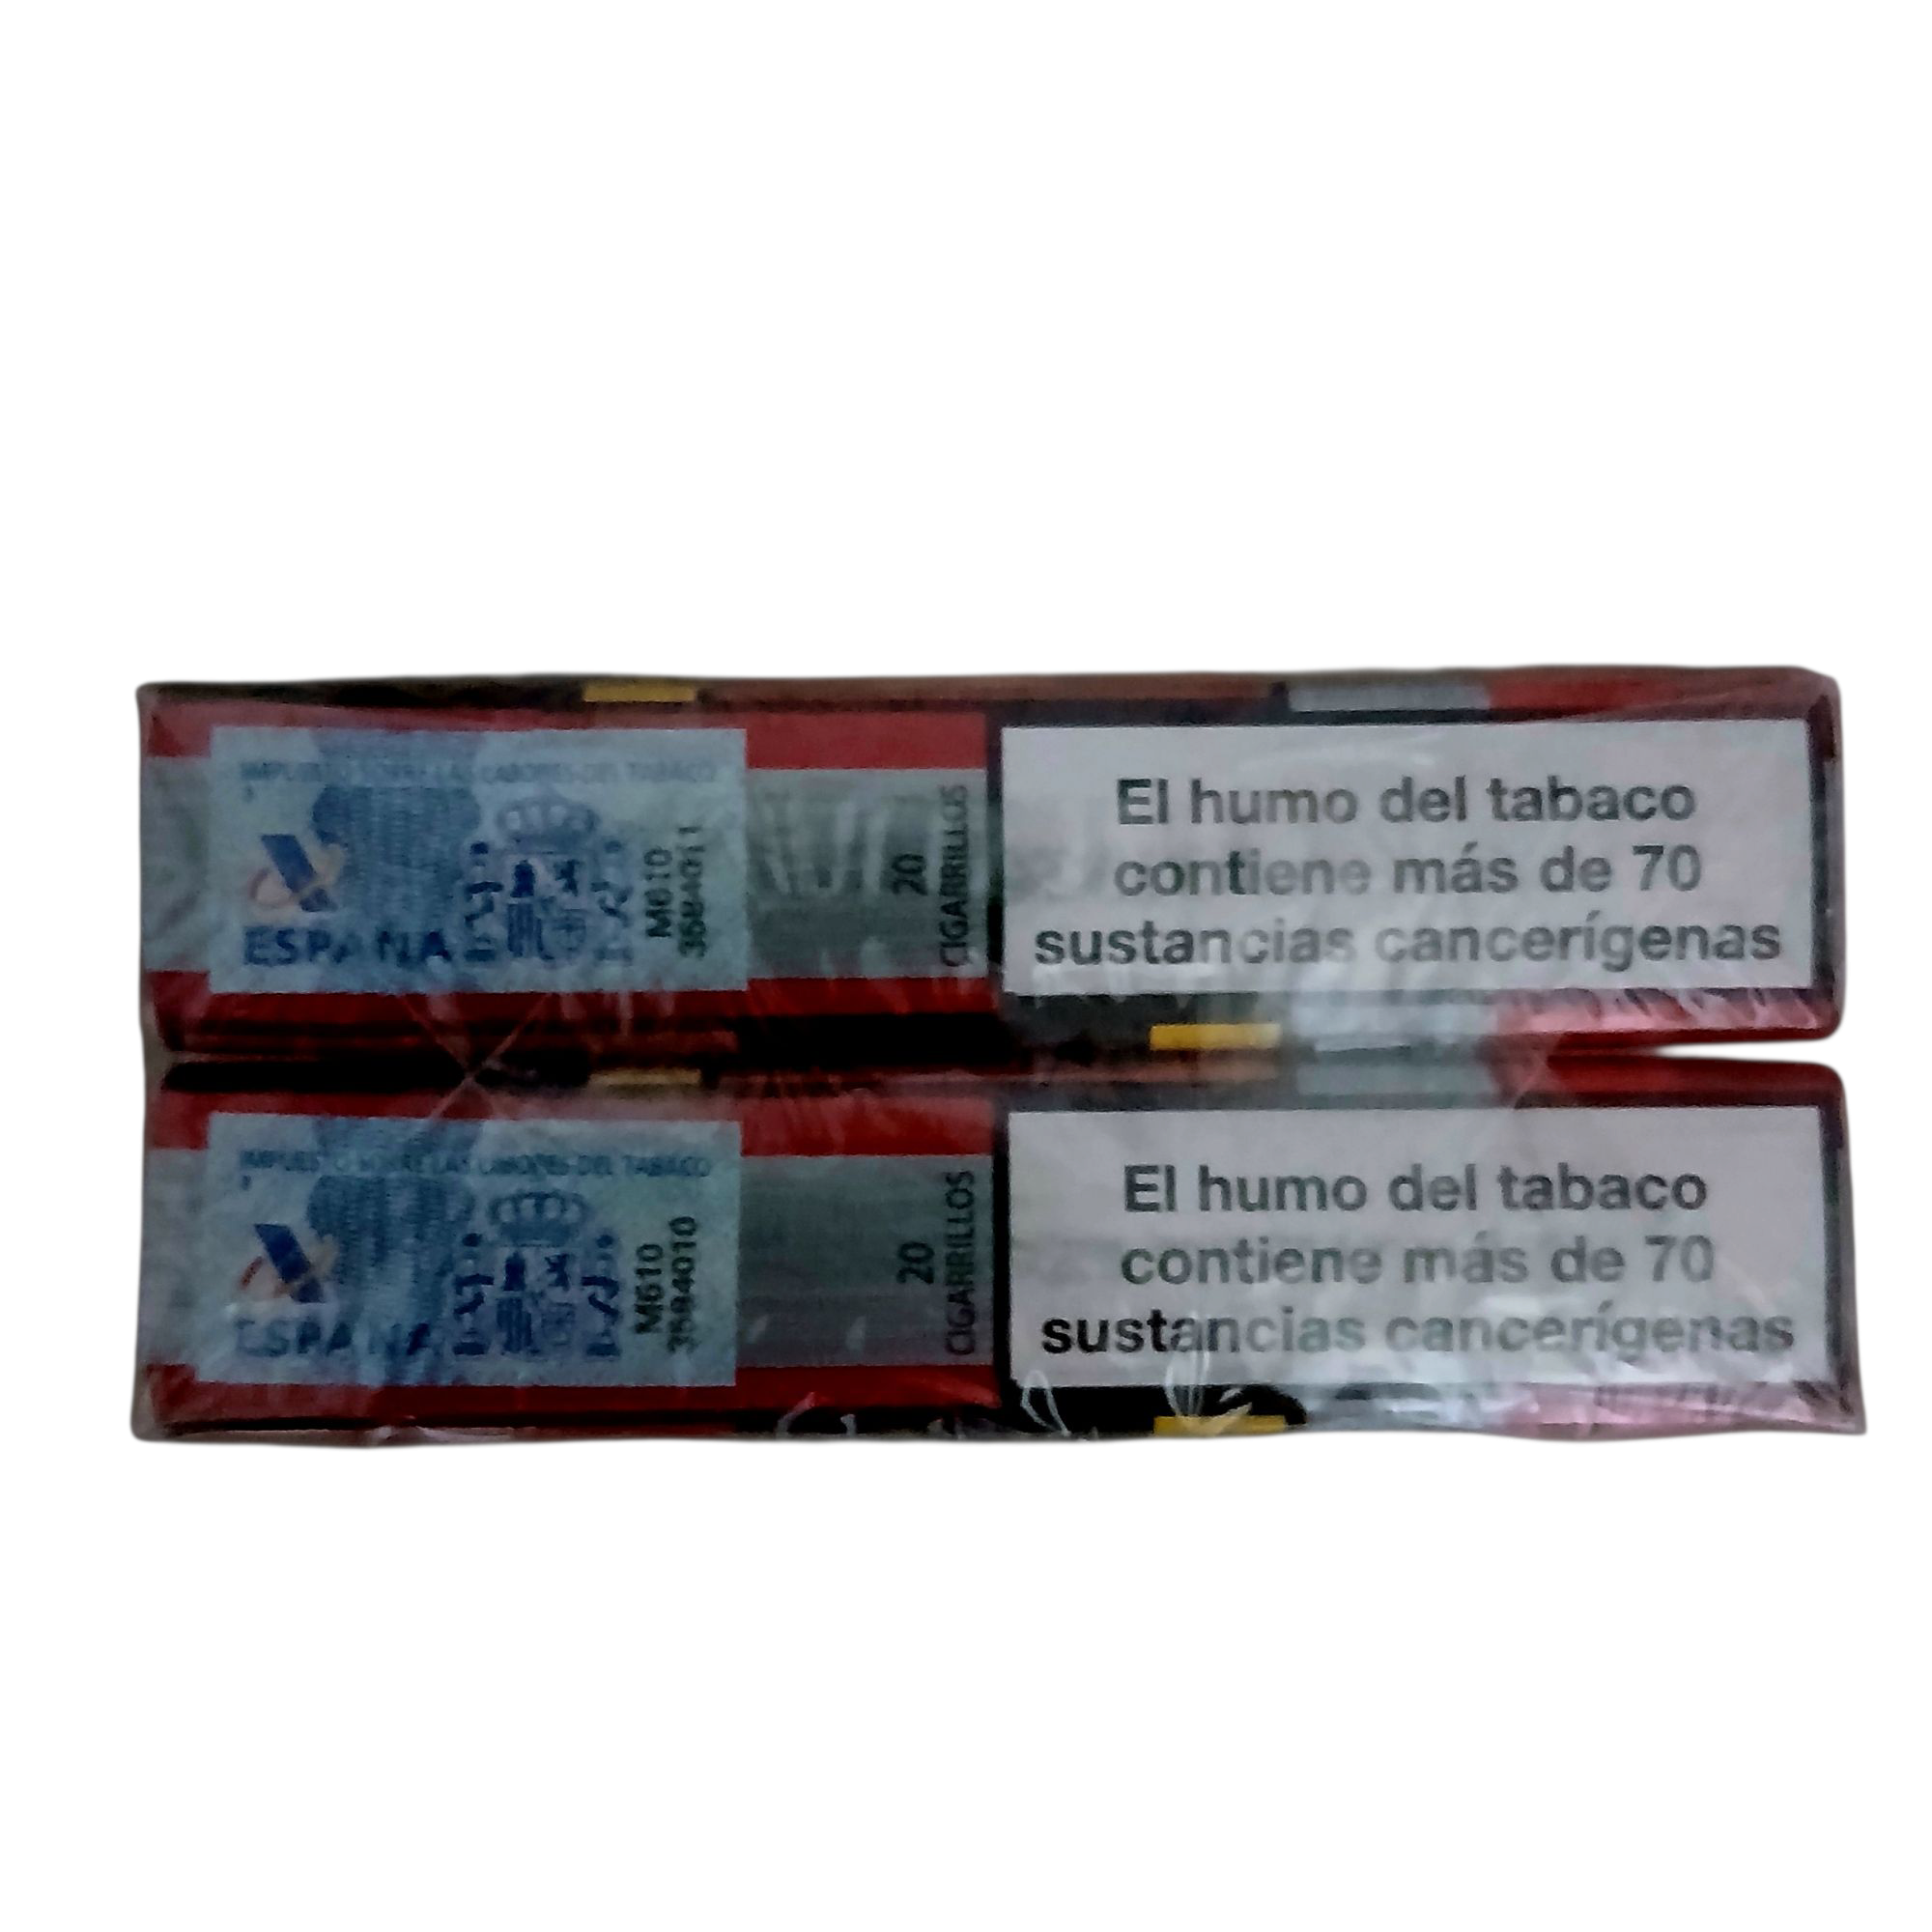 IMPUESTO SOBRE LAS LABORES DEL TABACO
ESPAÑA
M610
20
CIGARRILLOS
El humo del tabaco
contiene más de 70
sustancias cancerígenas
IMPUESTO SOBRE LAS LABORES DEL TABACO
ESPAÑA
M610
20
CIGARRILLOS
El humo del tabaco
contiene más de 70
sustancias cancerígenas